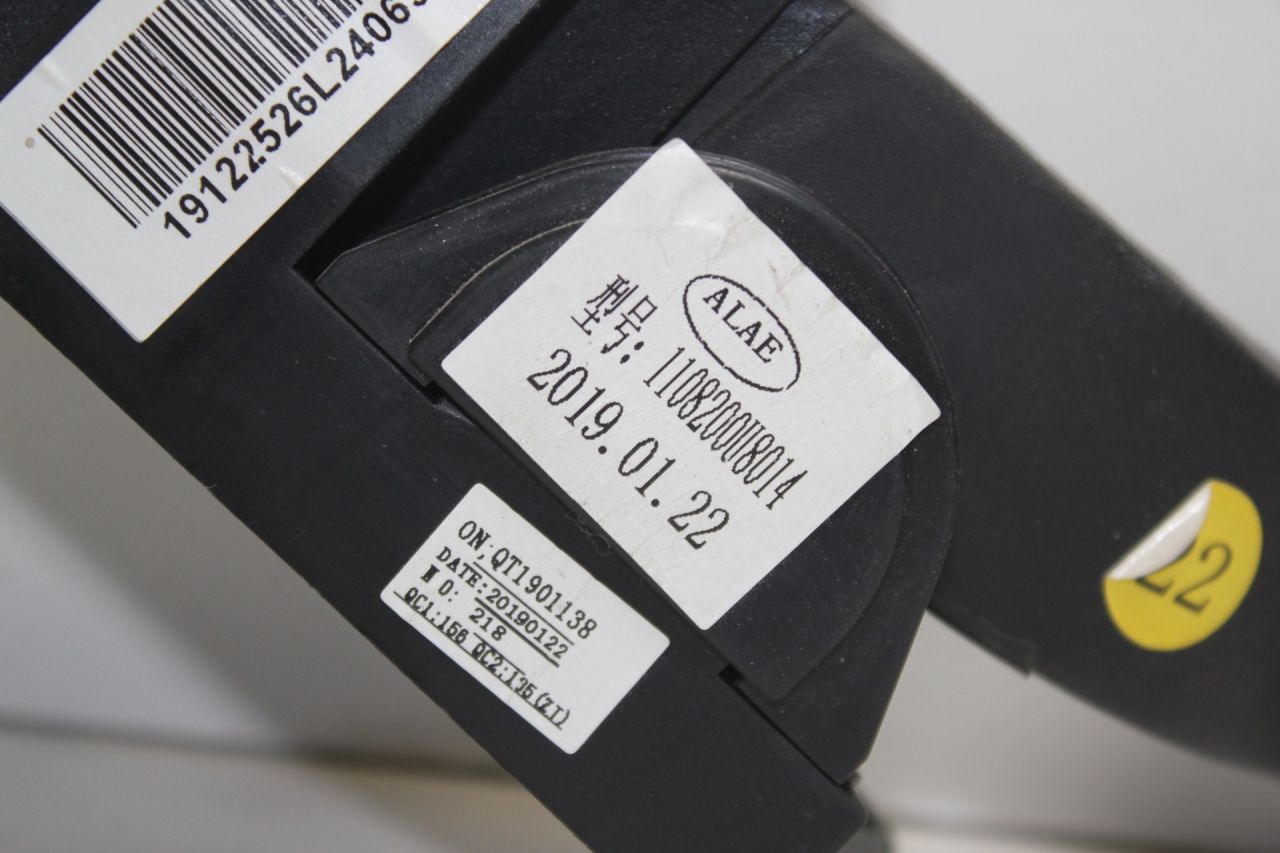 19122526L2406
ALAE
型号: 1108200U8014
2019.01.22
ON:QT1901138
DATE:20190122
N0: 218
QC1:156 QC2:135(ZT)
22